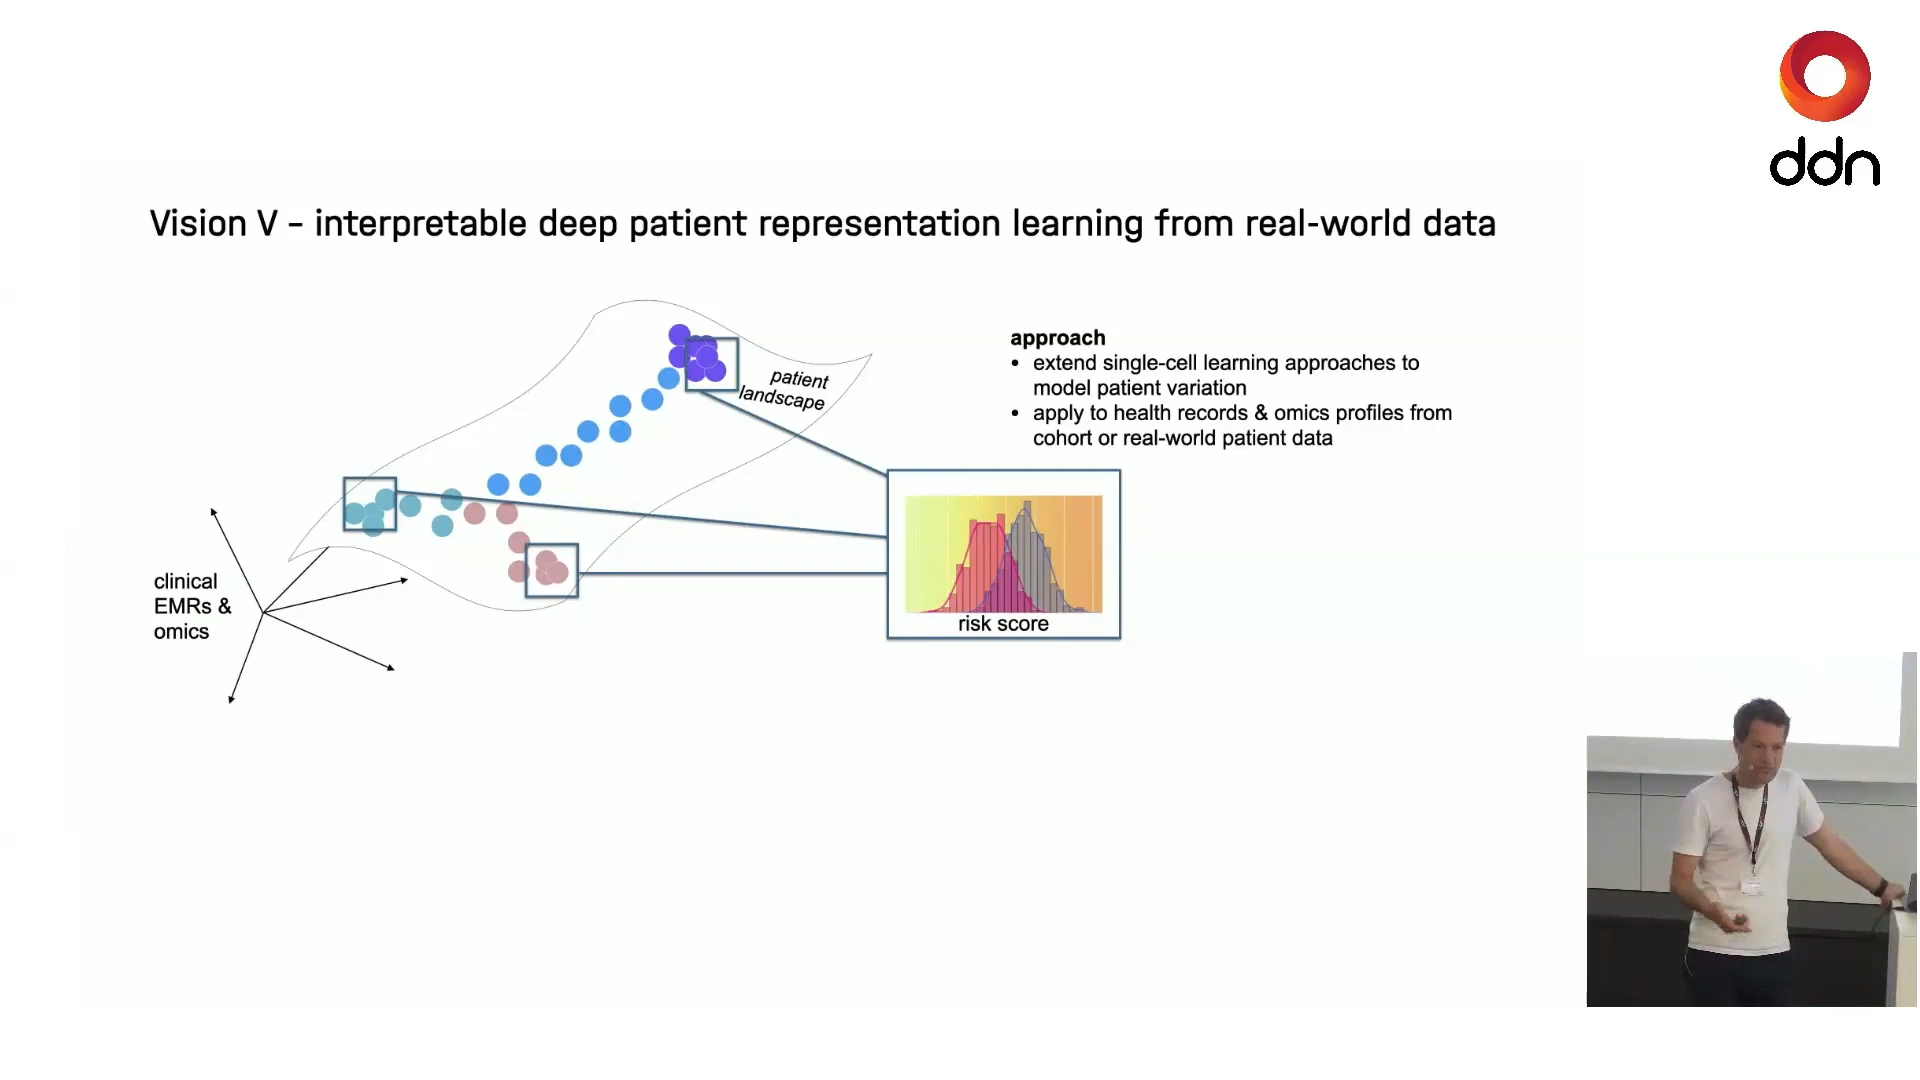 ddn
Vision V – interpretable deep patient representation learning from real-world data
patient
landscape
approach
• extend single-cell learning approaches to
model patient variation
• apply to health records & omics profiles from
cohort or real-world patient data
clinical
EMRs &
omics
risk score